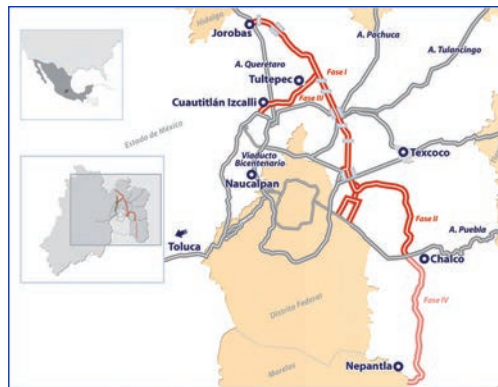 Hidalgo
Jorobas
A. Pachuca
A. Tulancingo
A. Querétaro
Fase I
Tultepec
Fase III
Cuautitlán Izcalli
Estado de México
Viaducto
Bicentenario
Texcoco
Naucalpan
Fase II
A. Puebla
Toluca
Chalco
Distrito Federal
Fase IV
Morelos
Nepantla